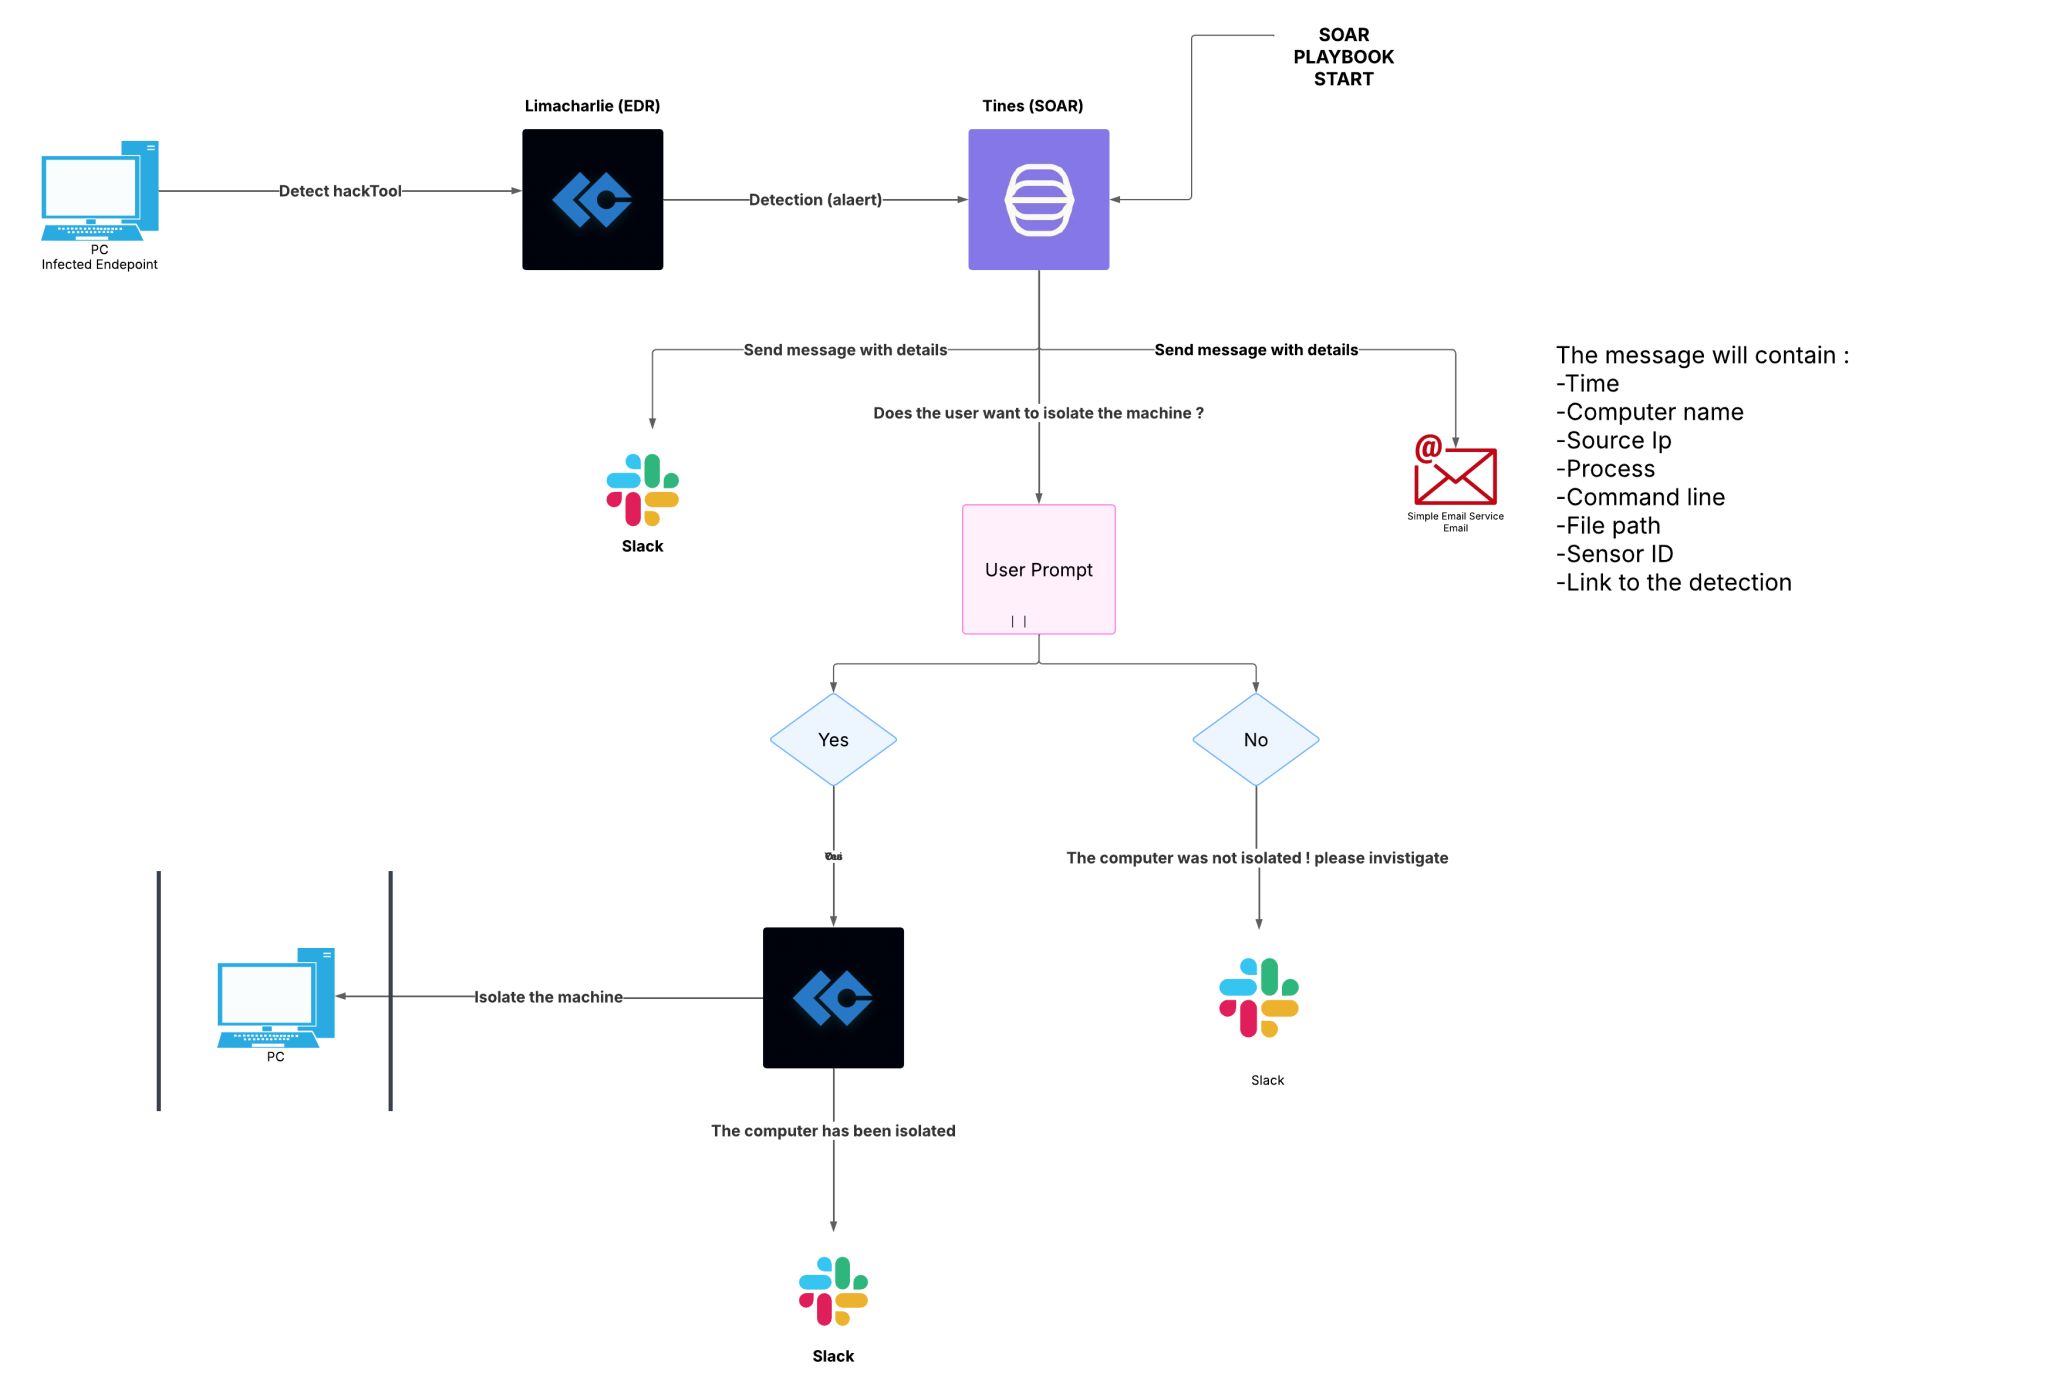 SOAR
PLAYBOOK
START
Limacharlie (EDR)
Tines (SOAR)
Detect hackTool
Detection (alaert)
PC
Infected Endepoint
Send message with details
Send message with details
The message will contain :
-Time
-Computer name
-Source Ip
-Process
-Command line
-File path
-Sensor ID
-Link to the detection
Does the user want to isolate the machine ?
Slack
Simple Email Service
Email
User Prompt
| |
Yes
No
The computer was not isolated ! please invistigate
Isolate the machine
PC
Slack
The computer has been isolated
Slack